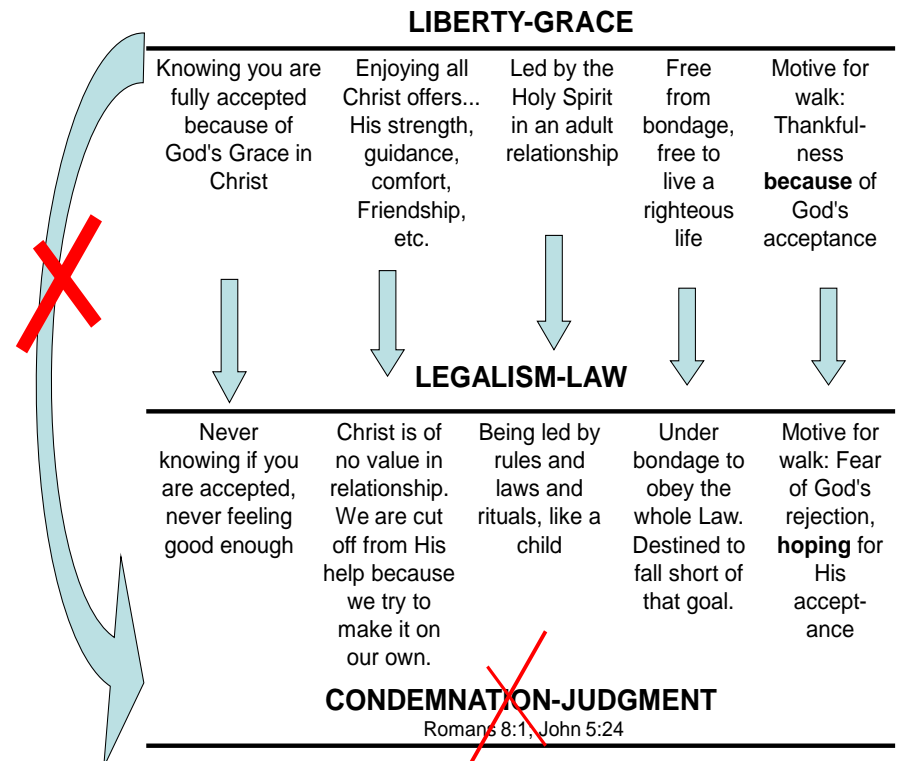 LIBERTY-GRACE
Knowing you are
fully accepted
because of
God's Grace in
Christ
Enjoying all
Christ offers...
His strength,
guidance,
comfort,
Friendship,
etc.
Led by the
Holy Spirit
in an adult
relationship
Free
from
bondage,
free to
live a
righteous
life
Motive for
walk:
Thankful-
ness
because of
God's
acceptance
LEGALISM-LAW
Never
knowing if you
are accepted,
never feeling
good enough
Christ is of
no value in
relationship.
We are cut
off from His
help because
we try to
make it on
our own.
Being led by
rules and
laws and
rituals, like a
child
Under
bondage to
obey the
whole Law.
Destined to
fall short of
that goal.
Motive for
walk: Fear
of God's
rejection,
hoping for
His
accept-
ance
CONDEMNATION-JUDGMENT
Romans 8:1, John 5:24